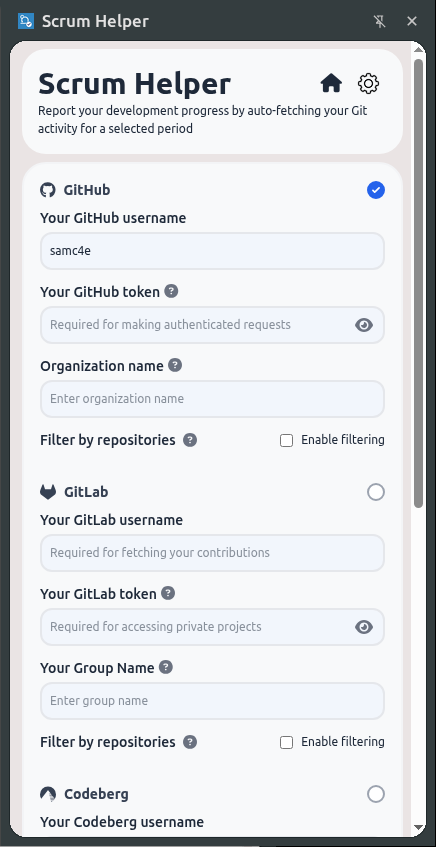 Scrum Helper
Scrum Helper
Report your development progress by auto-fetching your Git
activity for a selected period
GitHub
Your GitHub username
samc4e
Your GitHub token ?
Required for making authenticated requests
Organization name ?
Enter organization name
Filter by repositories ? Enable filtering
GitLab
Your GitLab username
Required for fetching your contributions
Your GitLab token ?
Required for accessing private projects
Your Group Name ?
Enter group name
Filter by repositories ? Enable filtering
Codeberg
Your Codeberg username